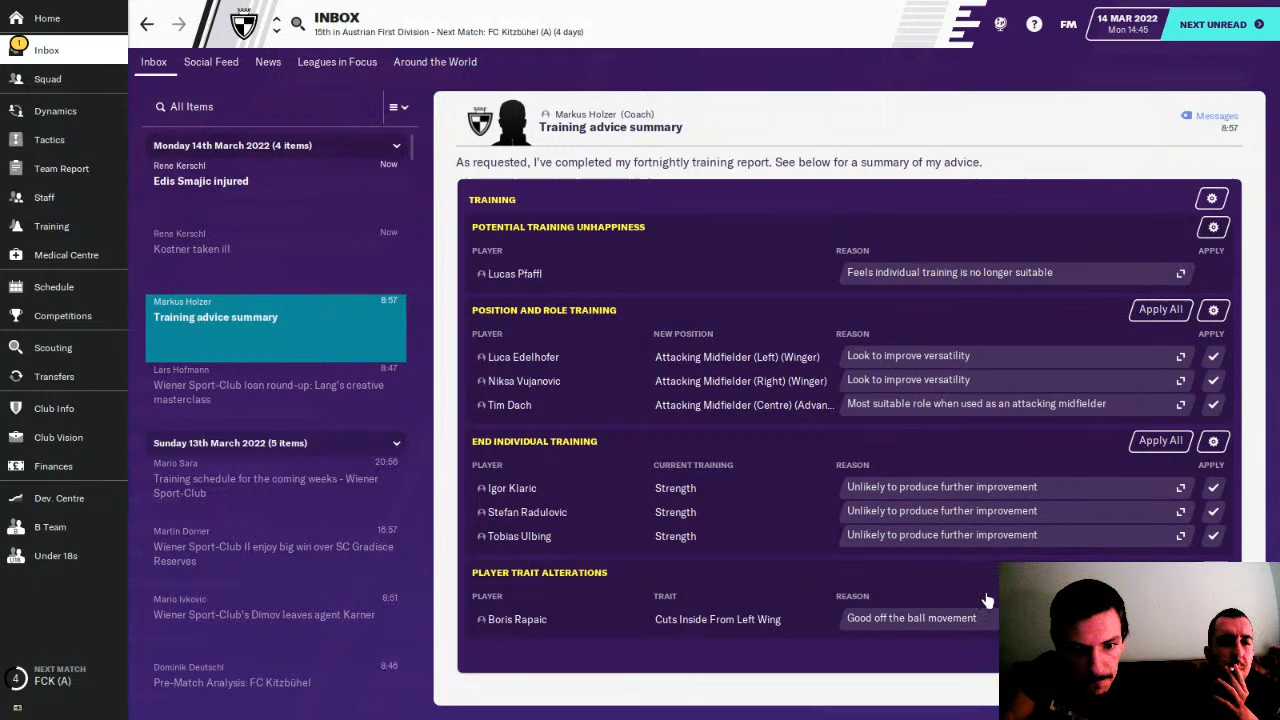 Home
INBOX
15th in Austrian First Division - Next Match: FC Kitzbühel (A) (4 days)
FM
14 MAR 2022
Mon 14:45
NEXT UNREAD
1
Inbox
Squad
Dynamics
Tactics
Team Report
Staff
Training
Medical Centre
Schedule
Competitions
Scouting
Transfers
Club Info
Club Vision
Finances
Dev. Centre
B Team
Under 18s
U18
4
NEXT MATCH
FCK (A)
Inbox
Social Feed
News
Leagues in Focus
Around the World
All Items
Monday 14th March 2022 (4 items)
Rene Kerschl
Now
Edis Smajic injured
Rene Kerschl
Now
Kostner taken ill
Markus Holzer
8:57
Training advice summary
Lars Hofmann
8:47
Wiener Sport-Club loan round-up: Lang's creative
masterclass
Sunday 13th March 2022 (5 items)
Mario Sara
20:56
Training schedule for the coming weeks - Wiener
Sport-Club
Martin Dorner
16:57
Wiener Sport-Club II enjoy big win over SC Gradisce
Reserves
Mario Ivkovic
8:51
Wiener Sport-Club's Dimov leaves agent Karner
Dominik Deutschl
8:46
Pre-Match Analysis: FC Kitzbühel
Markus Holzer (Coach)
Training advice summary
Messages
8:57
As requested, I've completed my fortnightly training report. See below for a summary of my advice.
TRAINING
POTENTIAL TRAINING UNHAPPINESS
PLAYER REASON APPLY
Lucas Pfaffl Feels individual training is no longer suitable
POSITION AND ROLE TRAINING Apply All
PLAYER NEW POSITION REASON APPLY
Luca Edelhofer Attacking Midfielder (Left) (Winger) Look to improve versatility
Niksa Vujanovic Attacking Midfielder (Right) (Winger) Look to improve versatility
Tim Dach Attacking Midfielder (Centre) (Advan... Most suitable role when used as an attacking midfielder
END INDIVIDUAL TRAINING Apply All
PLAYER CURRENT TRAINING REASON APPLY
Igor Klaric Strength Unlikely to produce further improvement
Stefan Radulovic Strength Unlikely to produce further improvement
Tobias Ulbing Strength Unlikely to produce further improvement
PLAYER TRAIT ALTERATIONS
PLAYER TRAIT REASON
Boris Rapaic Cuts Inside From Left Wing Good off the ball movement